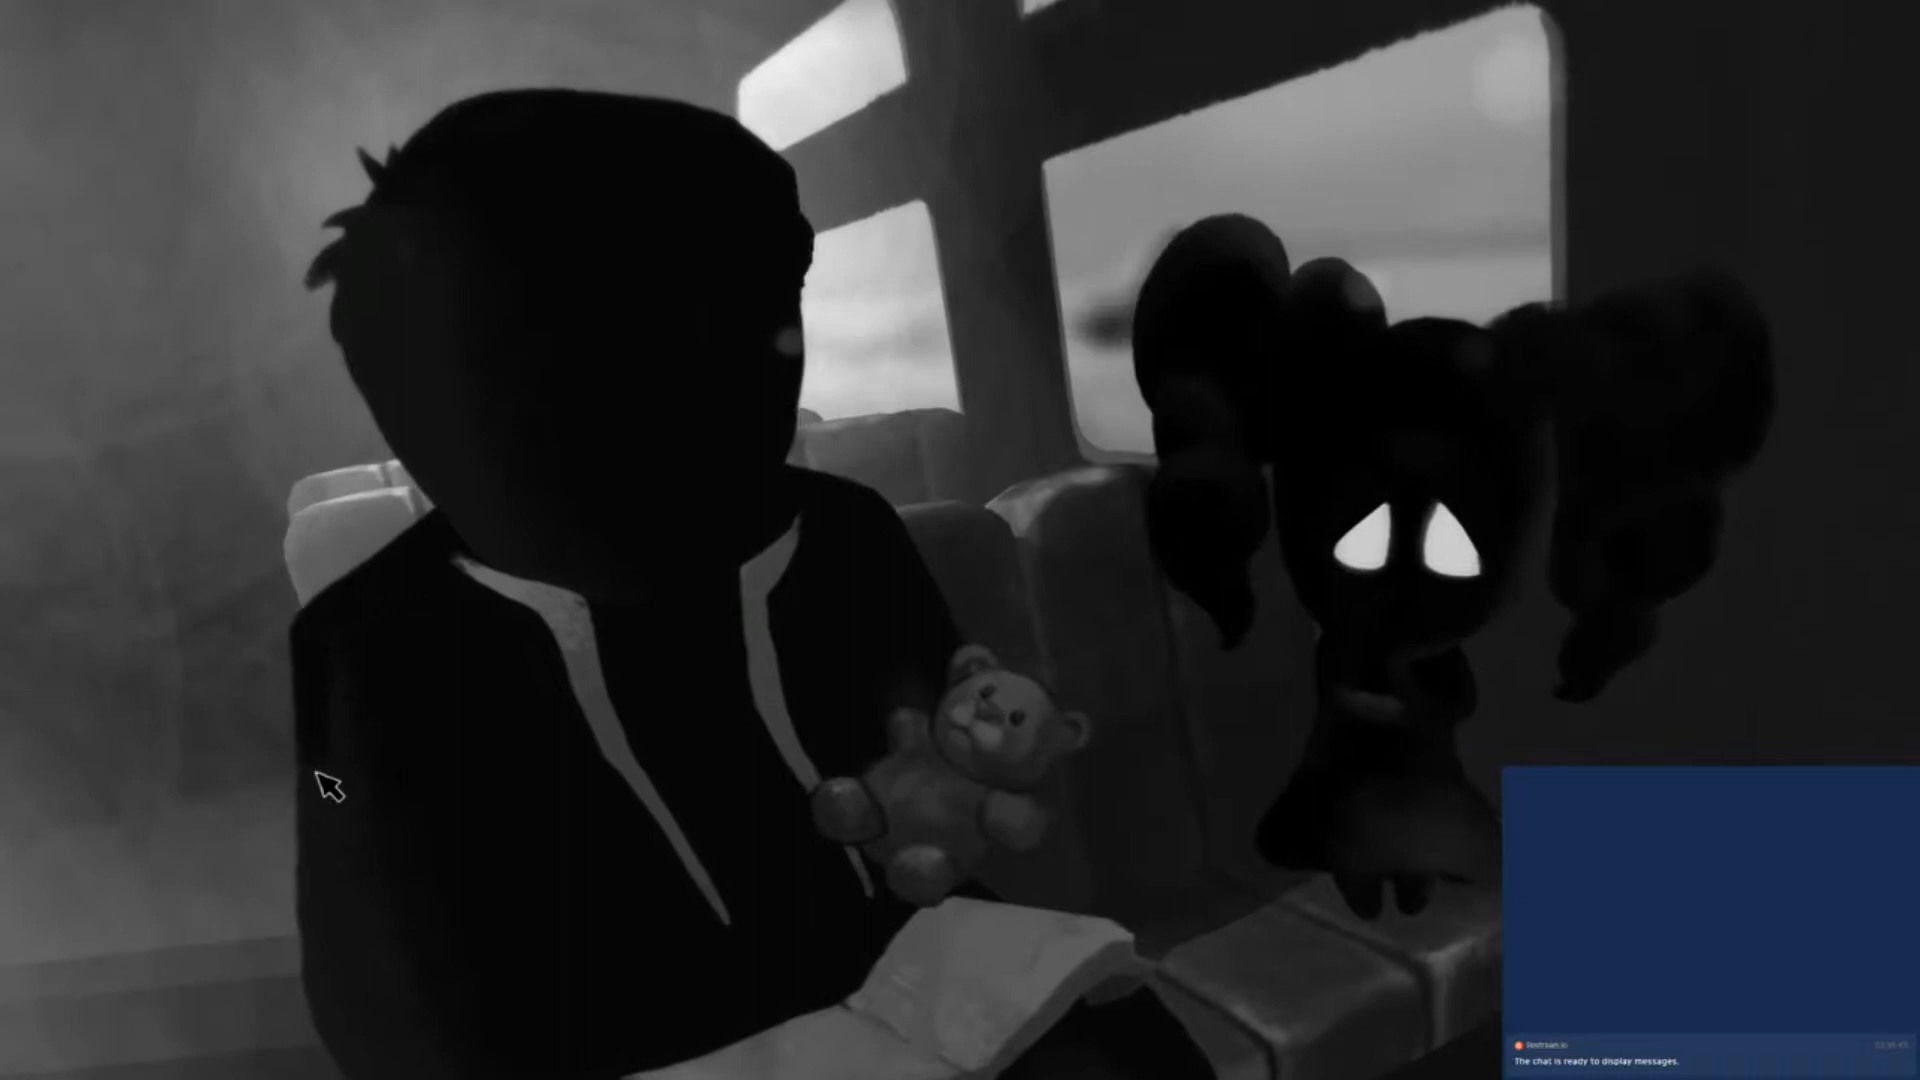 Restream.io
The chat is ready to display messages.